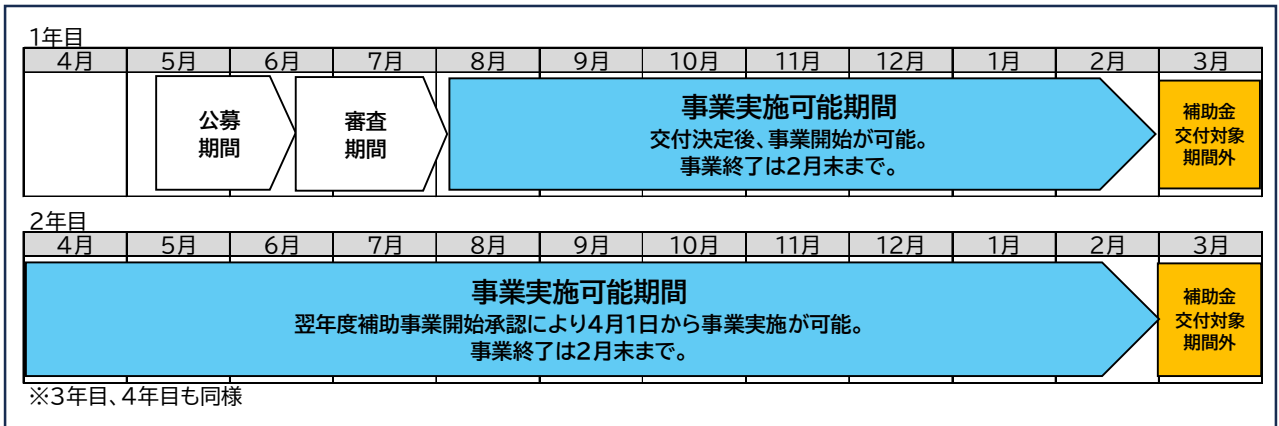 1年目
4月 5月 6月 7月 8月 9月 10月 11月 12月 1月 2月 3月
公募
期間
審査
期間
事業実施可能期間
交付決定後、事業開始が可能。
事業終了は2月末まで。
補助金
交付対象
期間外
2年目
4月 5月 6月 7月 8月 9月 10月 11月 12月 1月 2月 3月
事業実施可能期間
翌年度補助事業開始承認により4月1日から事業実施が可能。
事業終了は2月末まで。
補助金
交付対象
期間外
※3年目、4年目も同様